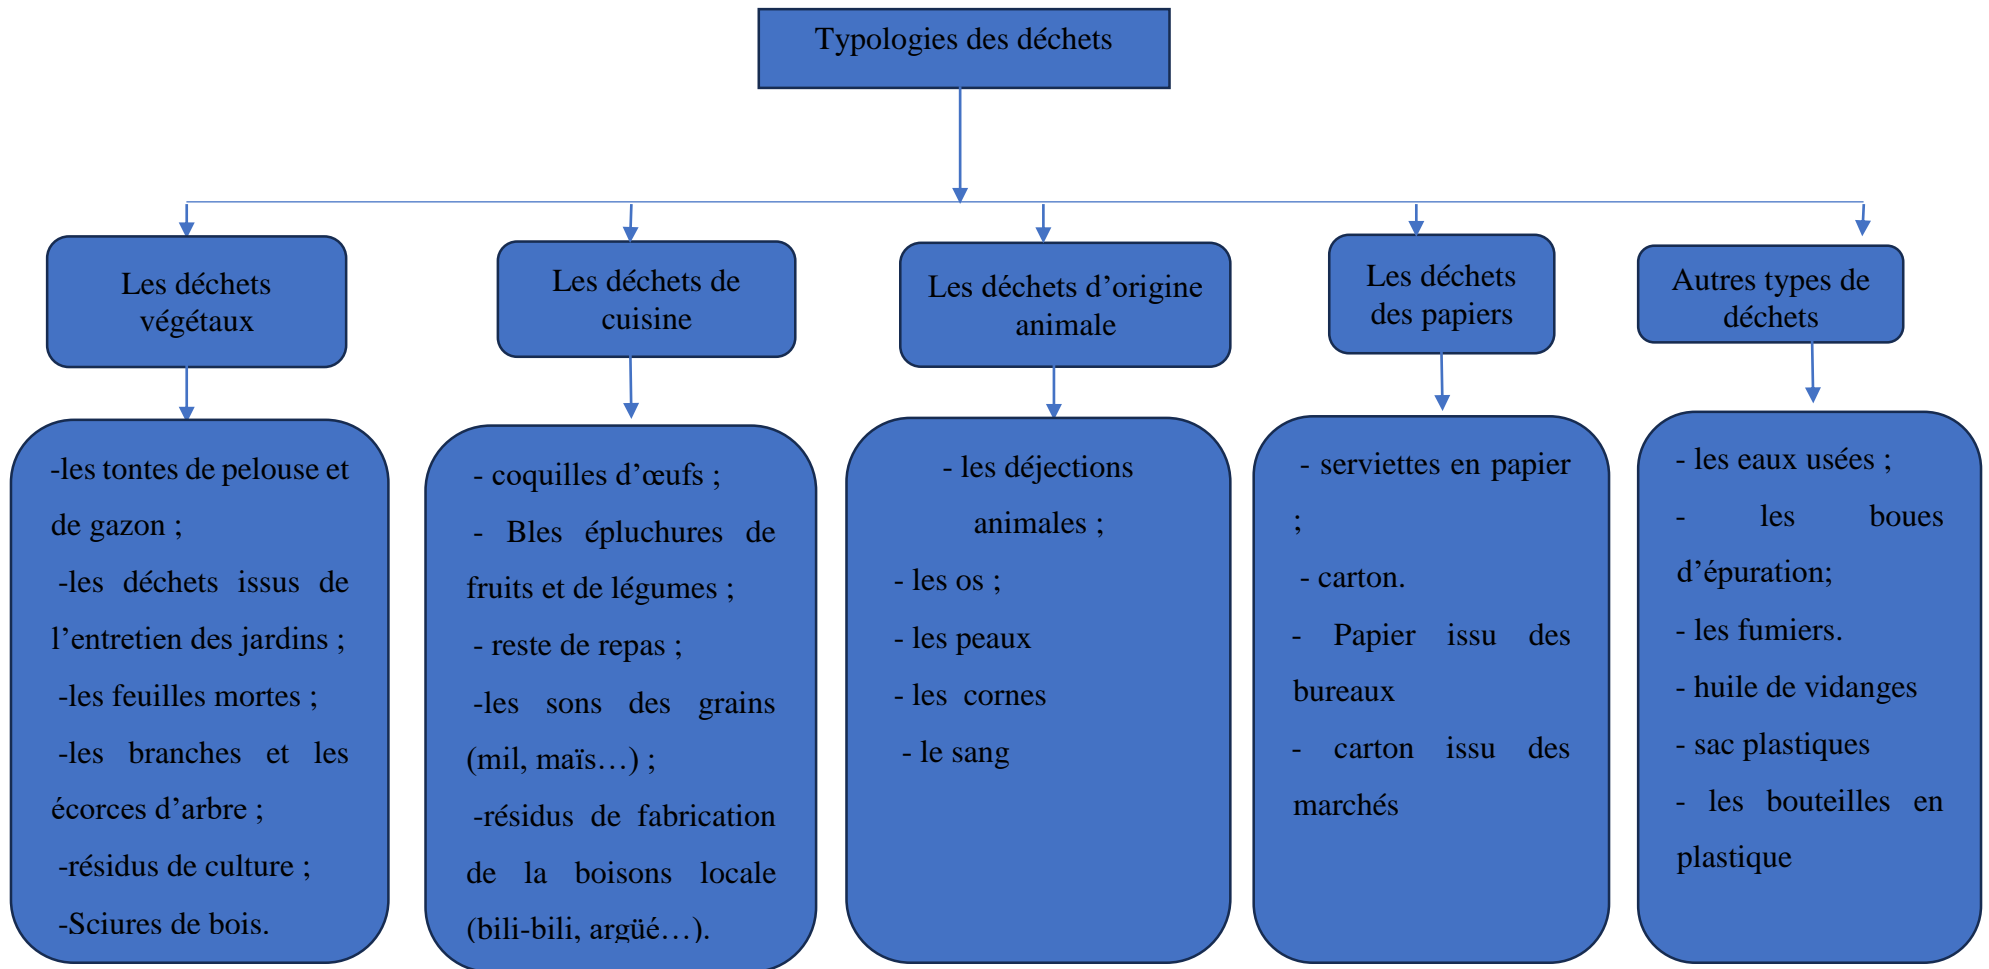 Typologies des déchets
Les déchets
végétaux
Les déchets de
cuisine
Les déchets d’origine
animale
Les déchets
des papiers
Autres types de
déchets
-les tontes de pelouse et
de gazon ;
-les déchets issus de
l’entretien des jardins ;
-les feuilles mortes ;
-les branches et les
écorces d’arbre ;
-résidus de culture ;
-Sciures de bois.
- coquilles d’œufs ;
- Bles épluchures de
fruits et de légumes ;
- reste de repas ;
-les sons des grains
(mil, maïs…) ;
-résidus de fabrication
de la boisons locale
(bili-bili, argüé…).
- les déjections
animales ;
- les os ;
- les peaux
- les cornes
- le sang
- serviettes en papier
;
- carton.
- Papier issu des
bureaux
- carton issu des
marchés
- les eaux usées ;
- les boues
d’épuration;
- les fumiers.
- huile de vidanges
- sac plastiques
- les bouteilles en
plastique